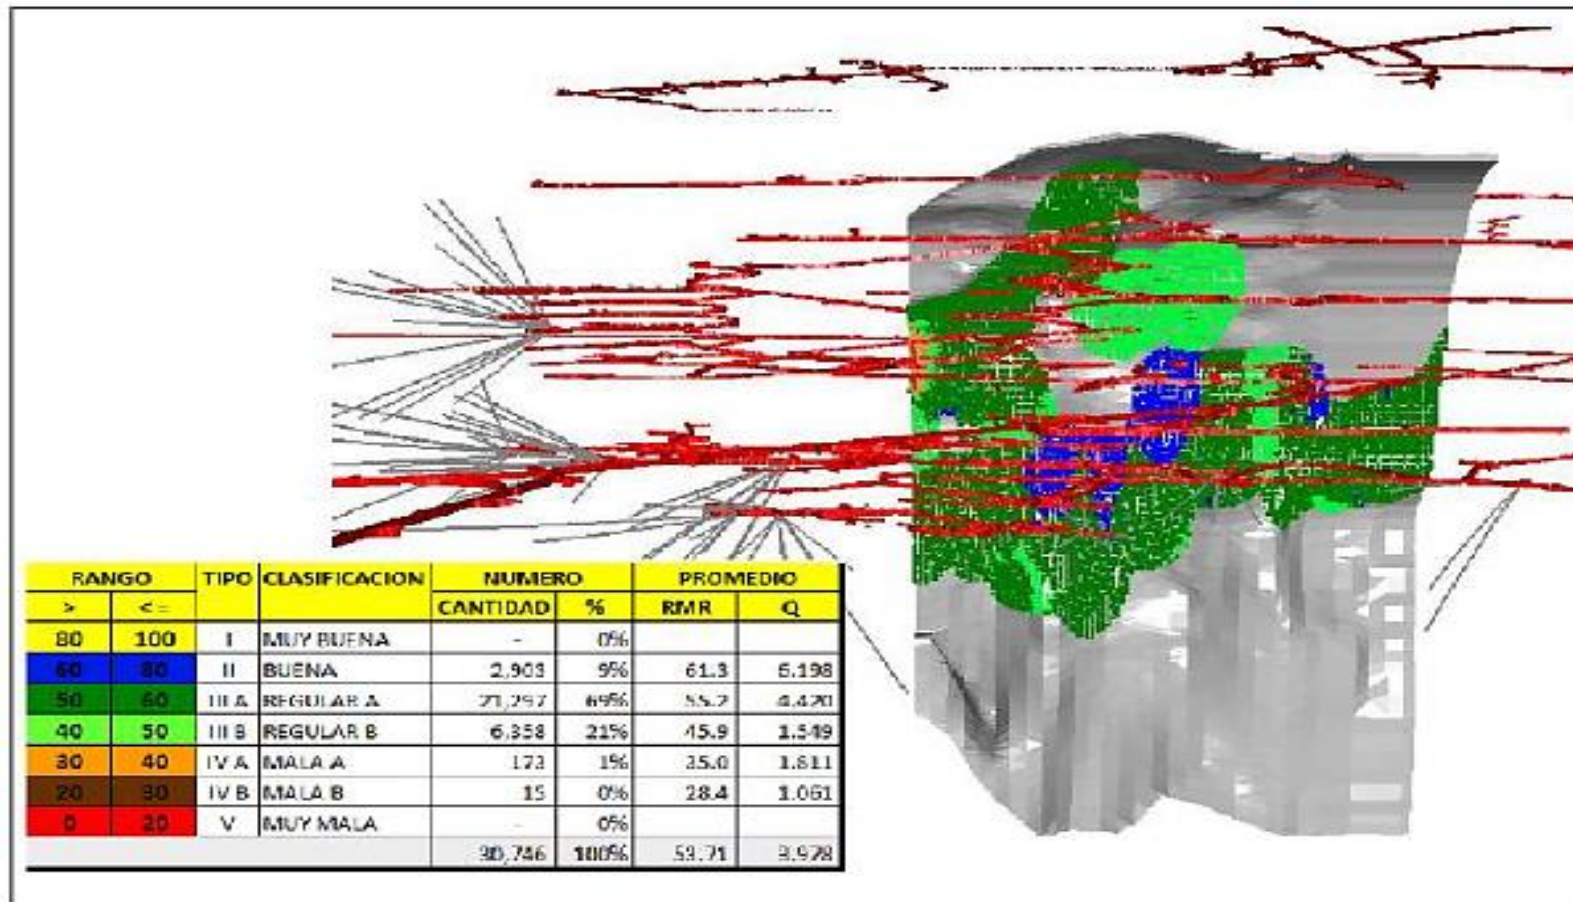 RANGO TIPO CLASIFICACION NUMERO PROMEDIO
> <= CANTIDAD % RMR Q
80 100 I MUY BUENA - 0%
60 80 II BUENA 2,903 9% 61.3 6.198
50 60 III A REGULAR A 21,297 69% 55.2 4.420
40 50 III B REGULAR B 6,358 21% 45.9 1.549
30 40 IV A MALA A 173 1% 35.0 1.811
20 30 IV B MALA B 15 0% 28.4 1.061
0 20 V MUY MALA - 0%
30,746 100% 53.71 3.978